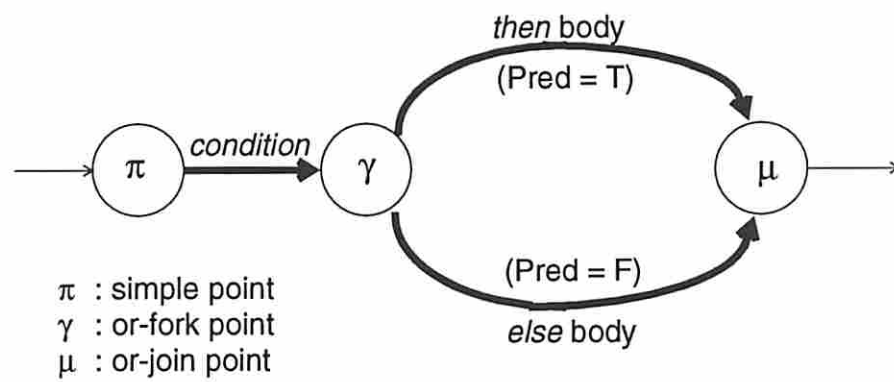 then body
(Pred = T)
condition
π
γ
μ
(Pred = F)
else body
π : simple point
γ : or-fork point
μ : or-join point